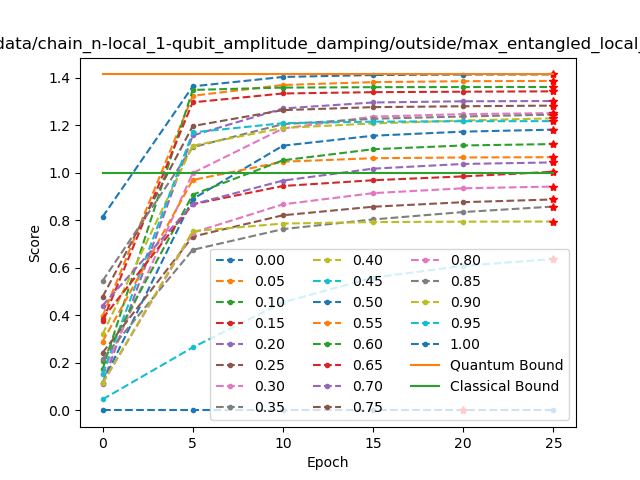 data/chain_n-local_1-qubit_amplitude_damping/outside/max_entangled_local_
1.4
1.2
1.0
0.8
0.6
0.4
0.2
0.0
Score
0 5 10 15 20 25
Epoch
0.00 0.40 0.80
0.05 0.45 0.85
0.10 0.50 0.90
0.15 0.55 0.95
0.20 0.60 1.00
0.25 0.65 Quantum Bound
0.30 0.70 Classical Bound
0.35 0.75